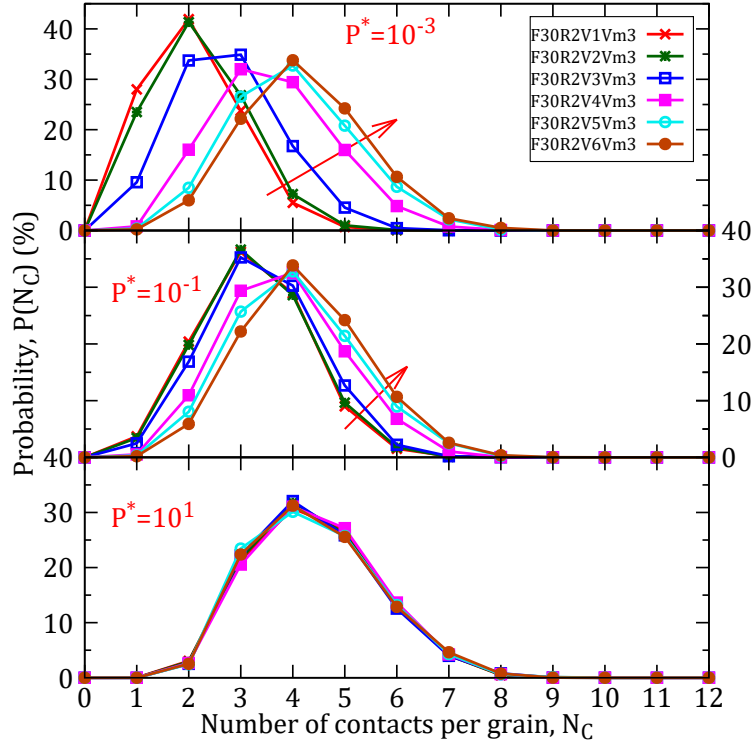 P*=10-3
F30R2V1Vm3
F30R2V2Vm3
F30R2V3Vm3
F30R2V4Vm3
F30R2V5Vm3
F30R2V6Vm3
40
30
20
10
0
40
P*=10-1
30
20
10
0
Probability, P(NC) (%)
40
P*=101
30
20
10
0
0 1 2 3 4 5 6 7 8 9 10 11 12
Number of contacts per grain, NC